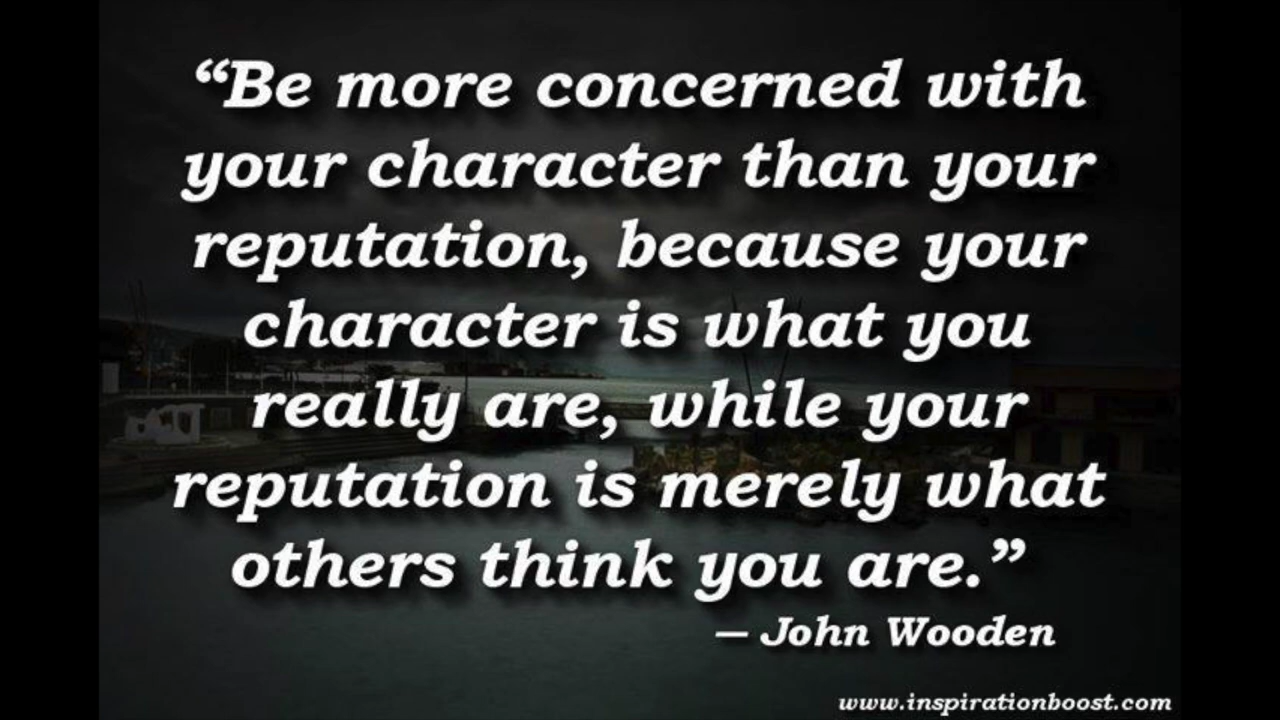 “Be more concerned with
your character than your
reputation, because your
character is what you
really are, while your
reputation is merely what
others think you are.”
— John Wooden
www.inspirationboost.com